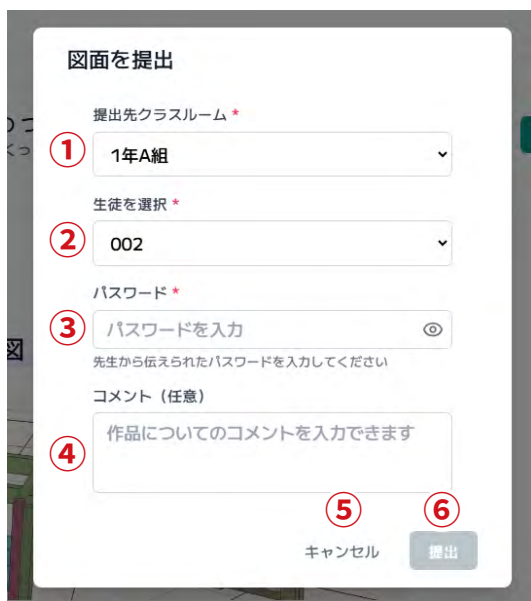 図面を提出
提出先クラスルーム *
① 1年A組
生徒を選択 *
② 002
パスワード *
③ パスワードを入力
先生から伝えられたパスワードを入力してください
コメント（任意）
④ 作品についてのコメントを入力できます
⑤ ⑥
キャンセル 提出
図